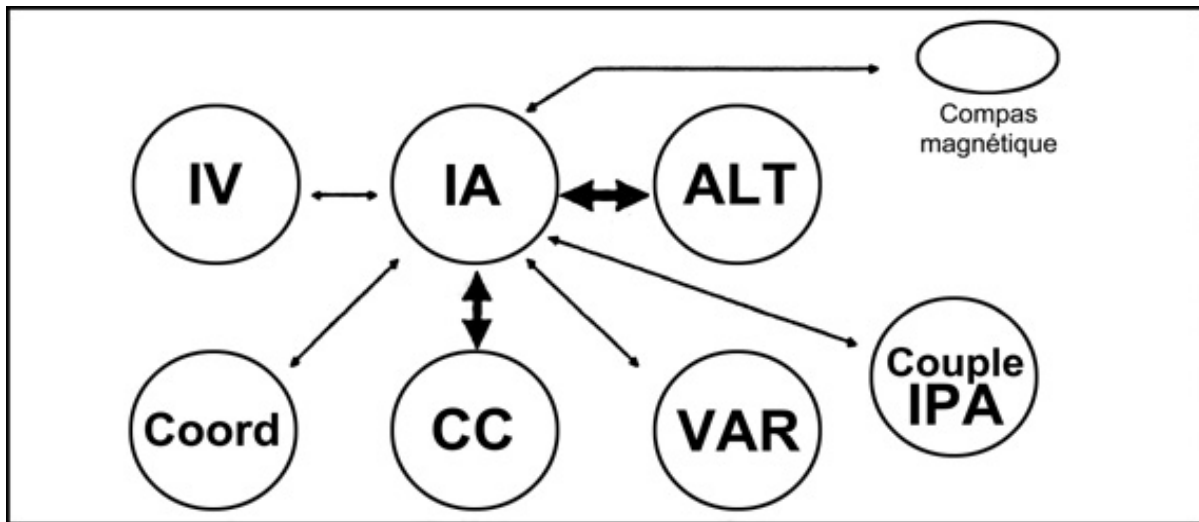 Compas
magnétique
IV
IA
ALT
Coord
CC
VAR
Couple
IPA